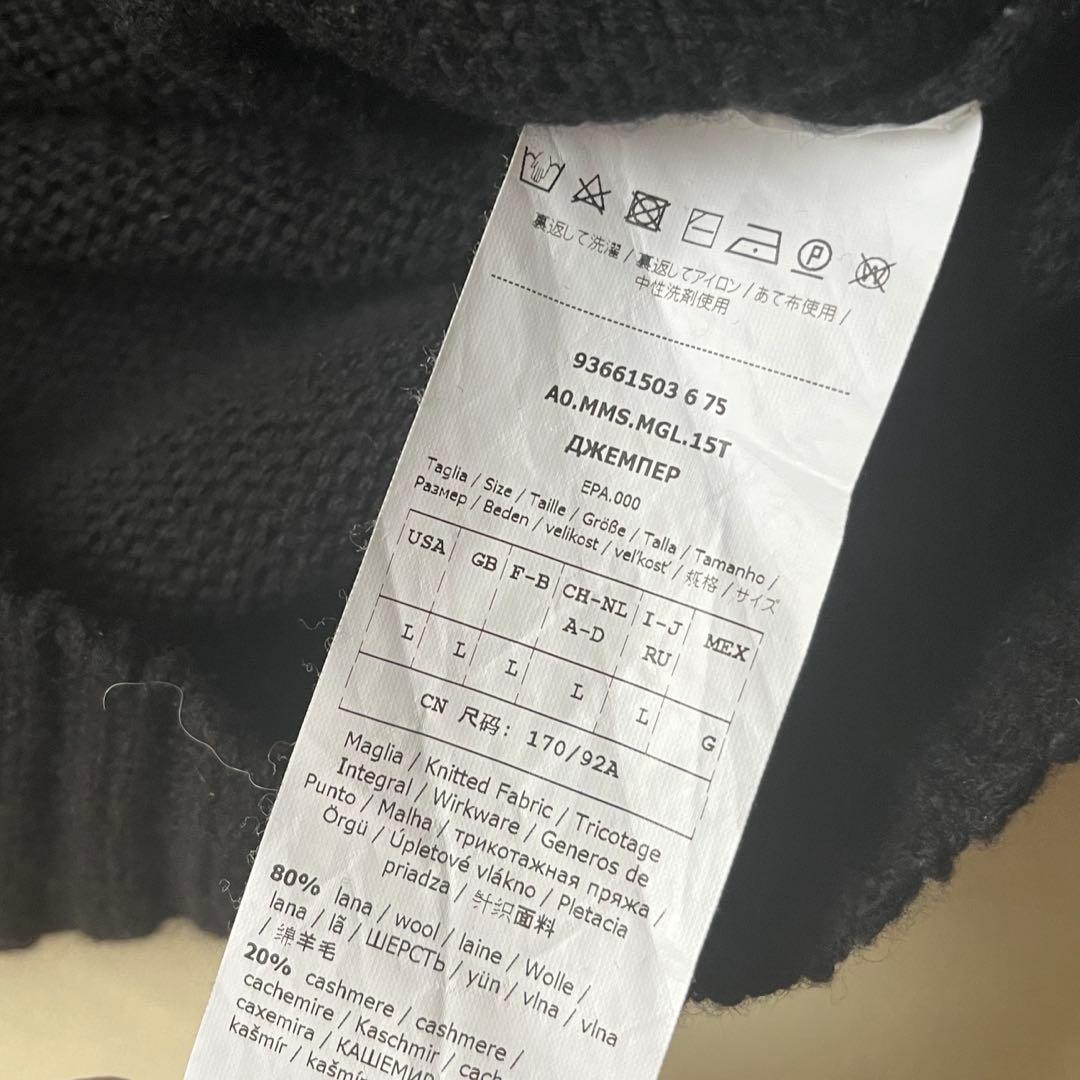 P
W
裏返して洗濯 / 裏返してアイロン / あて布使用 /
中性洗剤使用
93661503 6 75
A0.MMS.MGL.15T
ДЖЕМПЕР
EPA.000
Taglia / Size / Taille / Größe / Talla / Tamanho /
Размер / Beden / velikost / veľkosť / 规格 / サイズ
USA GB F-B CH-NL A-D I-J RU MEX
L L L L L G
CN 尺码: 170/92A
Maglia / Knitted Fabric / Tricotage
Integral / Wirkware / Generos de
Punto / Malha / трикотажная пряжа /
Örgü / Úpletové vlákno / Pletacia
priadza / 针织面料
80% lana / wool / laine / Wolle /
lana / lã / ШЕРСТЬ / yün / vlna / vlna
/ 绵羊毛
20% cashmere / cashmere /
cachemire / Kaschmir / cach
caxemira / КАШЕМИР
kašmír / kašmír